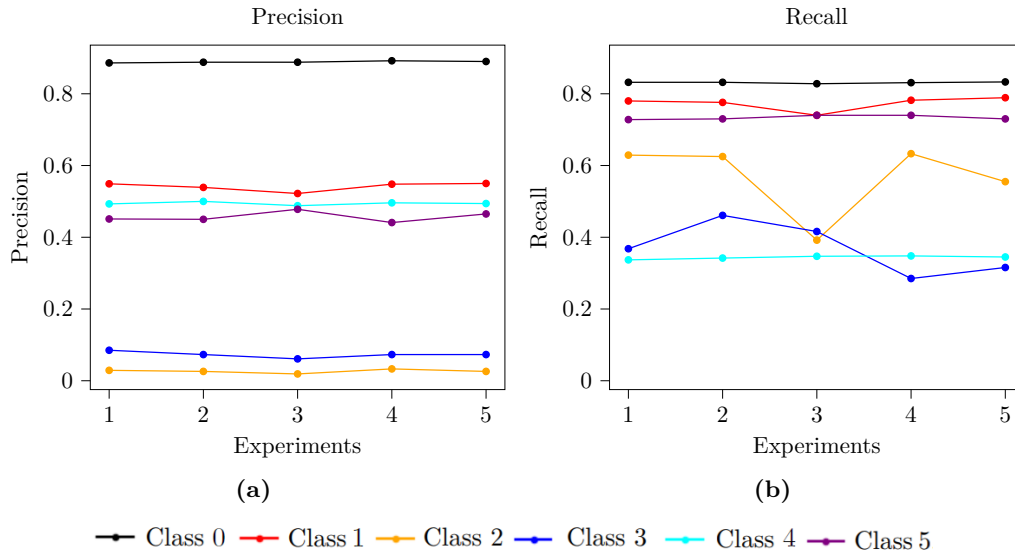 Precision
Recall
Precision
0.8
0.6
0.4
0.2
0
1 2 3 4 5
Experiments
(a)
Recall
0.8
0.6
0.4
0.2
0
1 2 3 4 5
Experiments
(b)
Class 0 Class 1 Class 2 Class 3 Class 4 Class 5